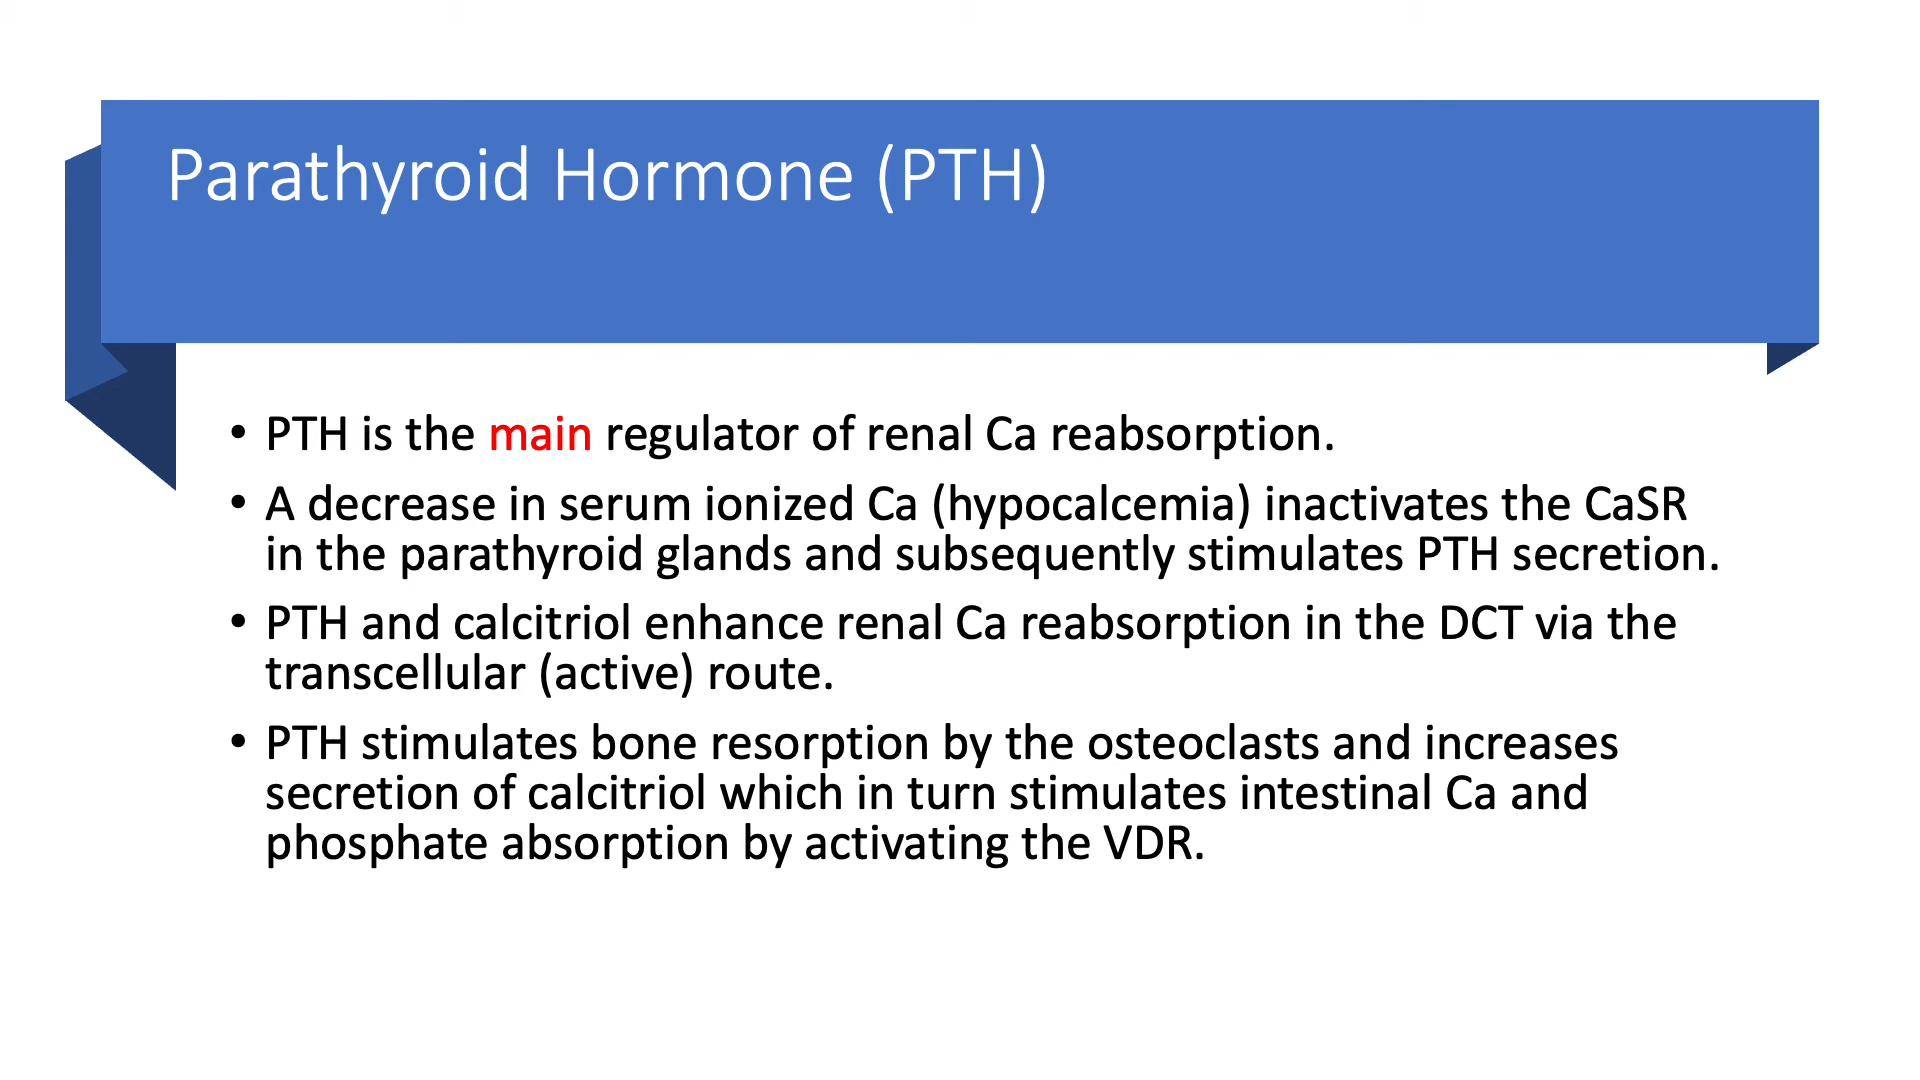 Parathyroid Hormone (PTH)
• PTH is the main regulator of renal Ca reabsorption.
• A decrease in serum ionized Ca (hypocalcemia) inactivates the CaSR
in the parathyroid glands and subsequently stimulates PTH secretion.
• PTH and calcitriol enhance renal Ca reabsorption in the DCT via the
transcellular (active) route.
• PTH stimulates bone resorption by the osteoclasts and increases
secretion of calcitriol which in turn stimulates intestinal Ca and
phosphate absorption by activating the VDR.